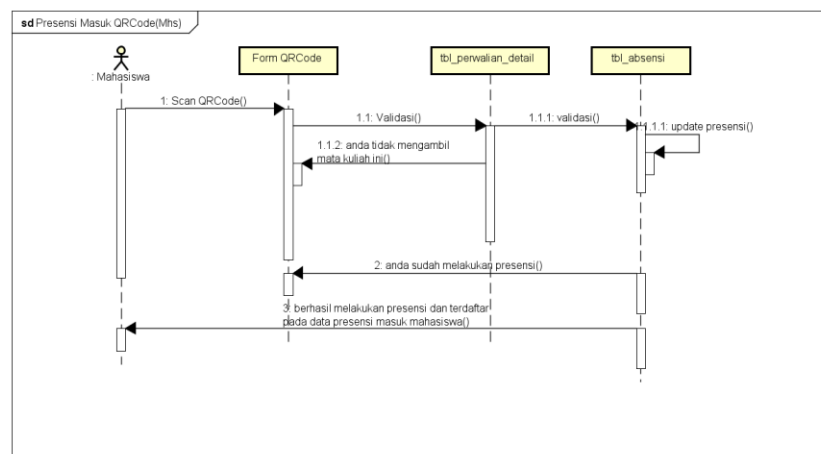 sd Presensi Masuk QRCode(Mhs)
: Mahasiswa
Form QRCode
tbl_perwalian_detail
tbl_absensi
1: Scan QRCode()
1.1: Validasi()
1.1.1: validasi()
1.1.1.1: update presensi()
1.1.2: anda tidak mengambil
mata kuliah ini()
2: anda sudah melakukan presensi()
3: berhasil melakukan presensi dan terdaftar
pada data presensi masuk mahasiswa()